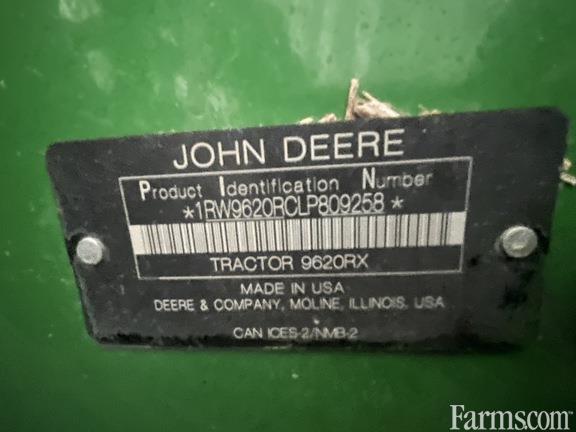 JOHN DEERE
Product Identification Number
*1RW9620RCLP809258*
TRACTOR 9620RX
MADE IN USA
DEERE & COMPANY, MOLINE, ILLINOIS, USA
CAN ICES-2/NMB-2
Farms.com